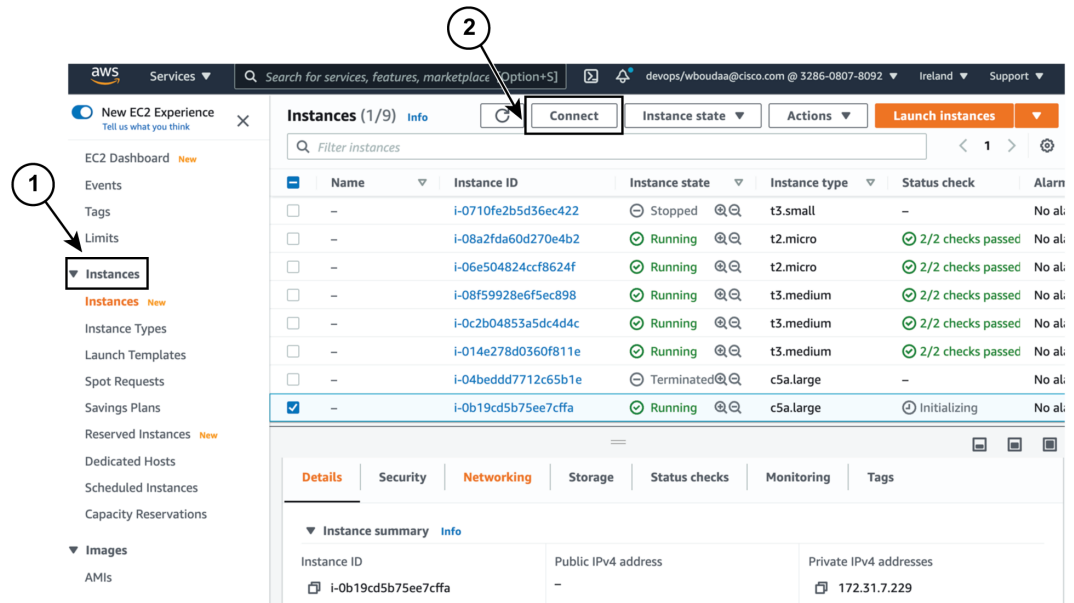 2
aws Services ▼ Search for services, features, marketplace [Option+S] devops/wboudaa@cisco.com @ 3286-0807-8092 ▼ Ireland ▼ Support ▼
New EC2 Experience
Tell us what you think
Instances (1/9) Info Connect Instance state ▼ Actions ▼ Launch instances ▼
Filter instances 1
EC2 Dashboard New
Name Instance ID Instance state Instance type Status check Alarm
1
Events
Tags
Limits
Instances
Instances New
Instance Types
Launch Templates
Spot Requests
Savings Plans
Reserved Instances New
Dedicated Hosts
Scheduled Instances
Capacity Reservations
Images
AMIs
– i-0710fe2b5d36ec422 Stopped t3.small – No al
– i-08a2fda60d270e4b2 Running t2.micro 2/2 checks passed No al
– i-06e504824ccf8624f Running t2.micro 2/2 checks passed No al
– i-08f59928e6f5ec898 Running t3.medium 2/2 checks passed No al
– i-0c2b04853a5dc4d4c Running t3.medium 2/2 checks passed No al
– i-014e278d0360f811e Running t3.medium 2/2 checks passed No al
– i-04beddd7712c65b1e Terminated c5a.large – No al
– i-0b19cd5b75ee7cffa Running c5a.large Initializing No al
Details Security Networking Storage Status checks Monitoring Tags
Instance summary Info
Instance ID Public IPv4 address Private IPv4 addresses
i-0b19cd5b75ee7cffa – 172.31.7.229